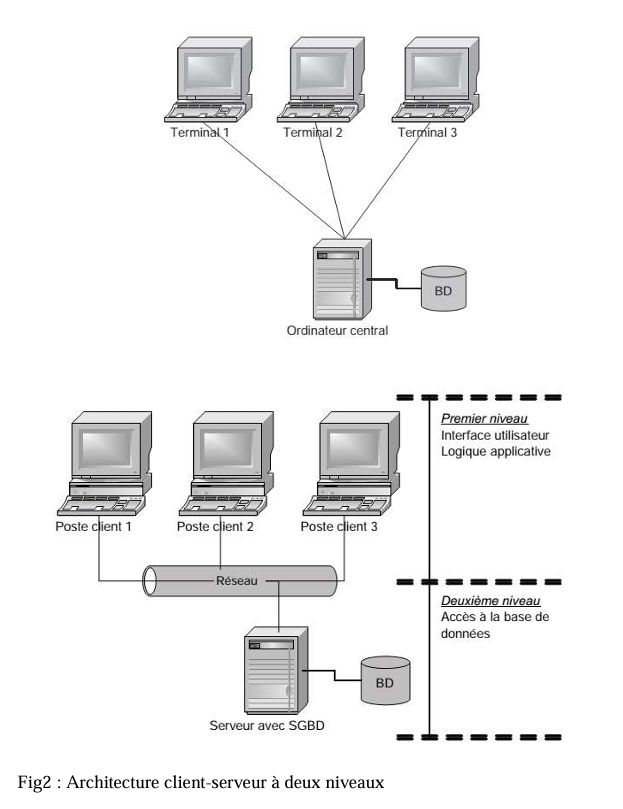 Terminal 1
Terminal 2
Terminal 3
BD
Ordinateur central
Premier niveau
Interface utilisateur
Logique applicative
Poste client 1
Poste client 2
Poste client 3
Réseau
Deuxième niveau
Accès à la base de
données
BD
Serveur avec SGBD
Fig2 : Architecture client-serveur à deux niveaux